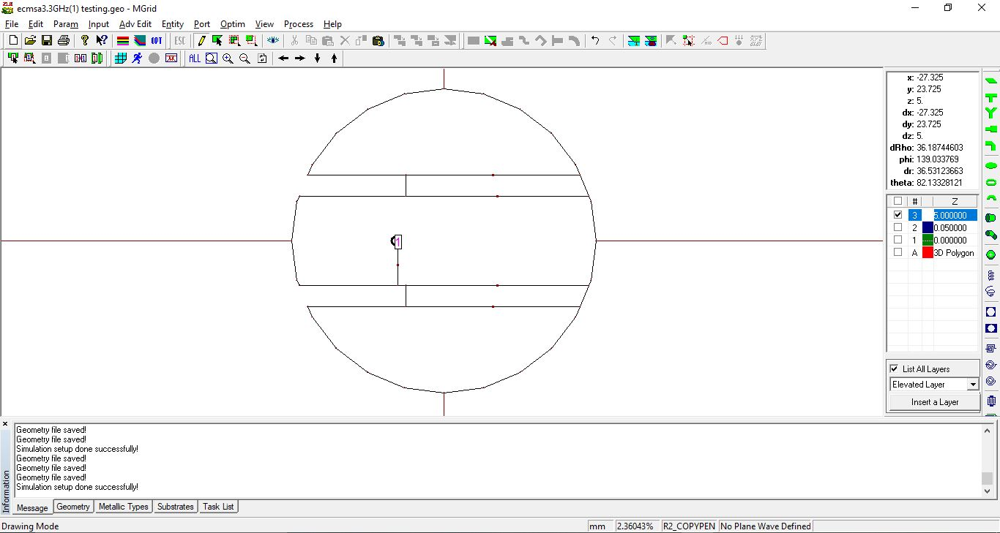 ecmsa3.3GHz(1) testing.geo - MGrid
File Edit Param Input Adv Edit Entity Port Optim View Process Help
OPT ESC
ALL
1
x: -27.325
y: 23.725
z: 5.
dx: -27.325
dy: 23.725
dz: 5.
dRho: 36.18744603
phi: 139.033769
dr: 36.53123663
theta: 82.13328121
# Z
3 5.000000
2 0.050000
1 0.000000
A 3D Polygon
List All Layers
Elevated Layer
Insert a Layer
Geometry file saved!
Geometry file saved!
Simulation setup done successfully!
Geometry file saved!
Geometry file saved!
Geometry file saved!
Simulation setup done successfully!
Information
Message Geometry Metallic Types Substrates Task List
Drawing Mode mm 2.36043% R2_COPYPEN No Plane Wave Defined